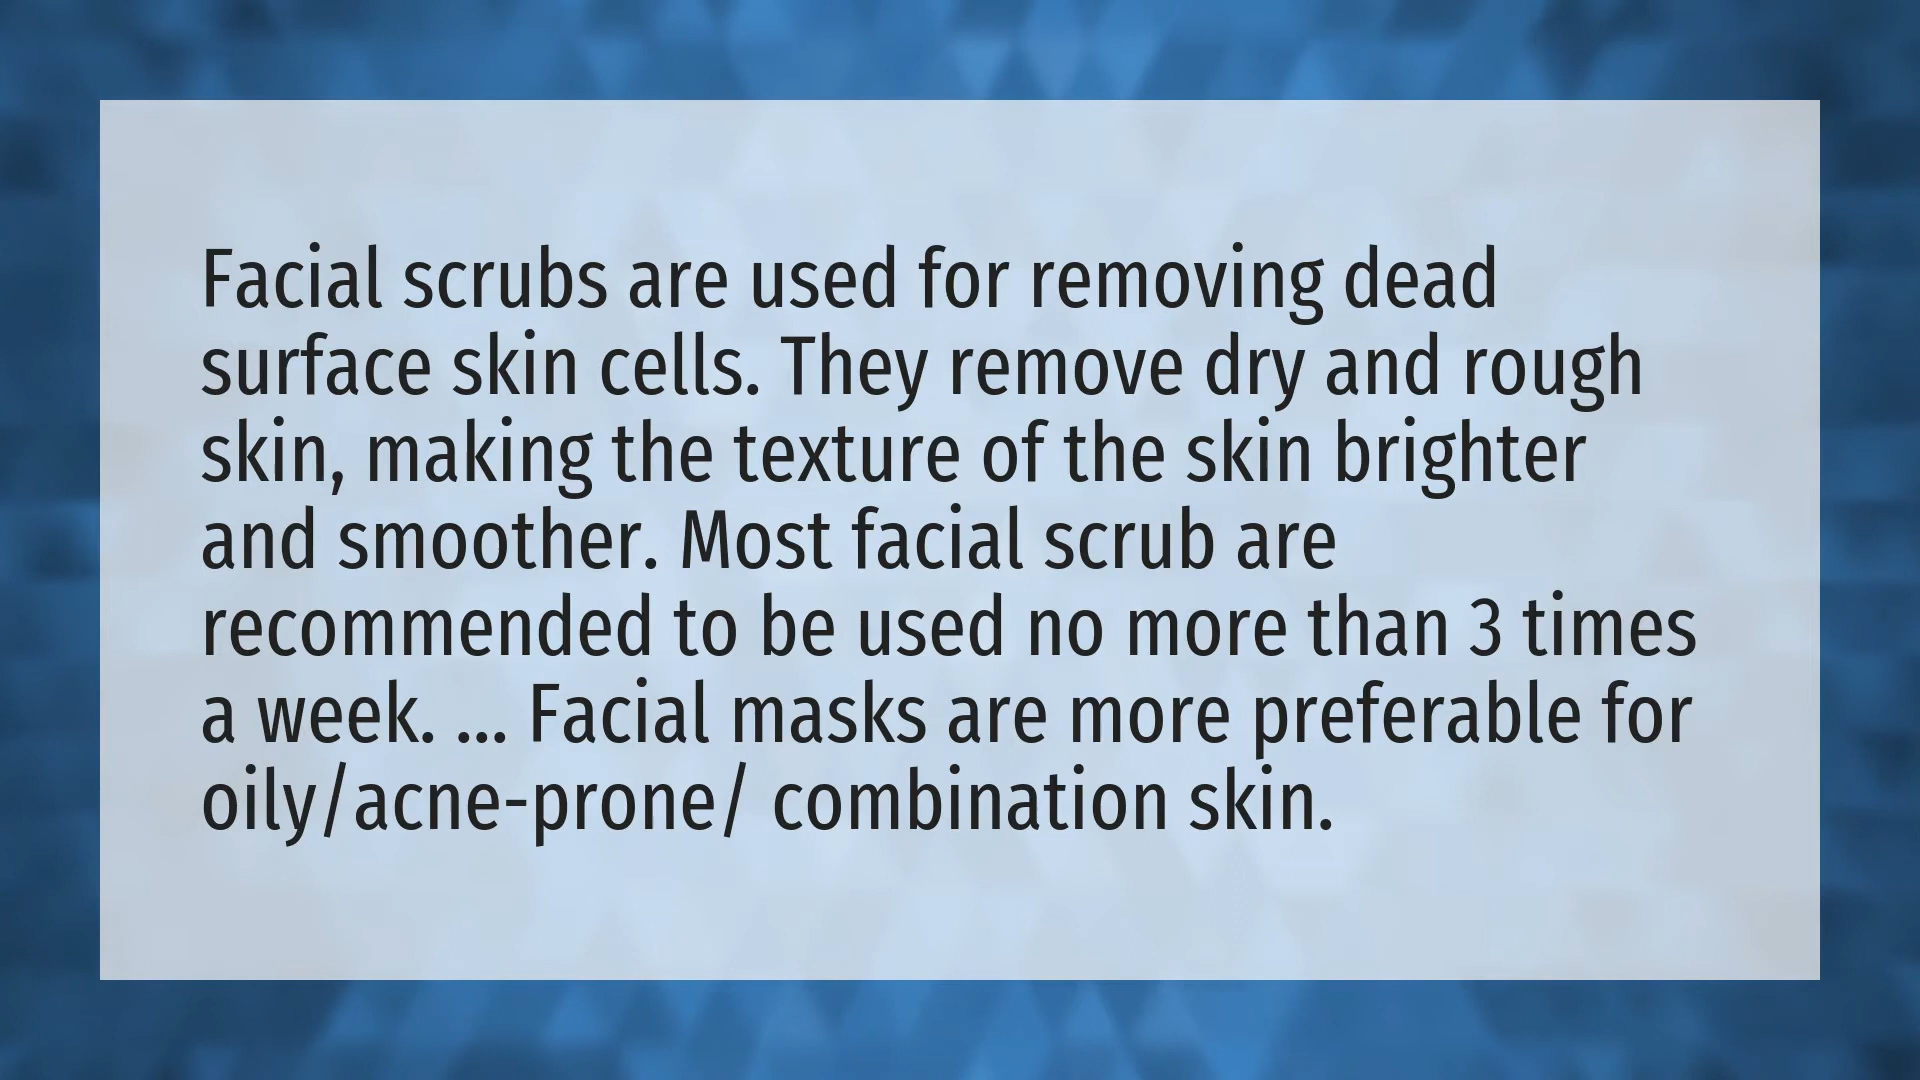 Facial scrubs are used for removing dead
surface skin cells. They remove dry and rough
skin, making the texture of the skin brighter
and smoother. Most facial scrub are
recommended to be used no more than 3 times
a week. ... Facial masks are more preferable for
oily/acne-prone/ combination skin.